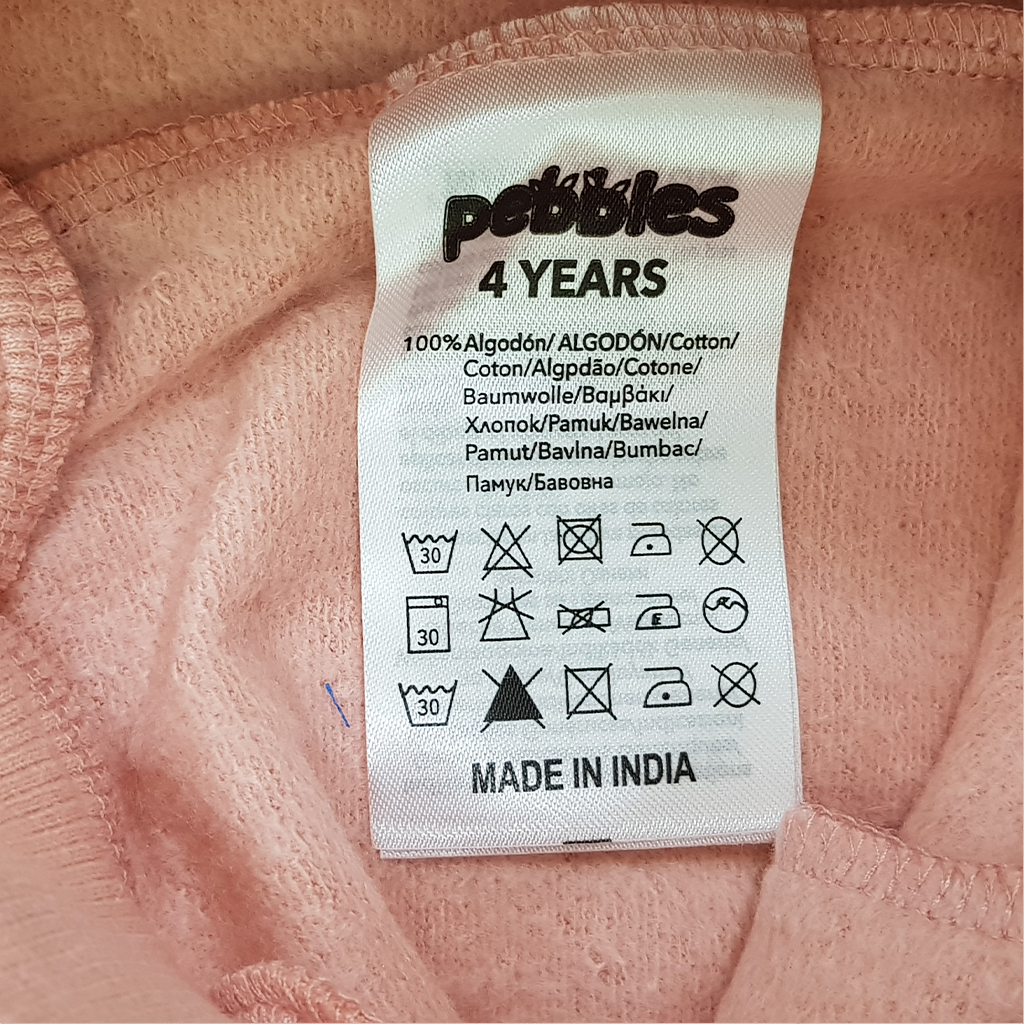 pebbles
4 YEARS
100% Algodón/ ALGODÓN/Cotton/
Coton/Algpdão/Cotone/
Baumwolle/Βαμβάκι/
Хлопок/Pamuk/Bawelna/
Pamut/Bavlna/Bumbac/
Памук/Бавовна
30
30
E
30
MADE IN INDIA